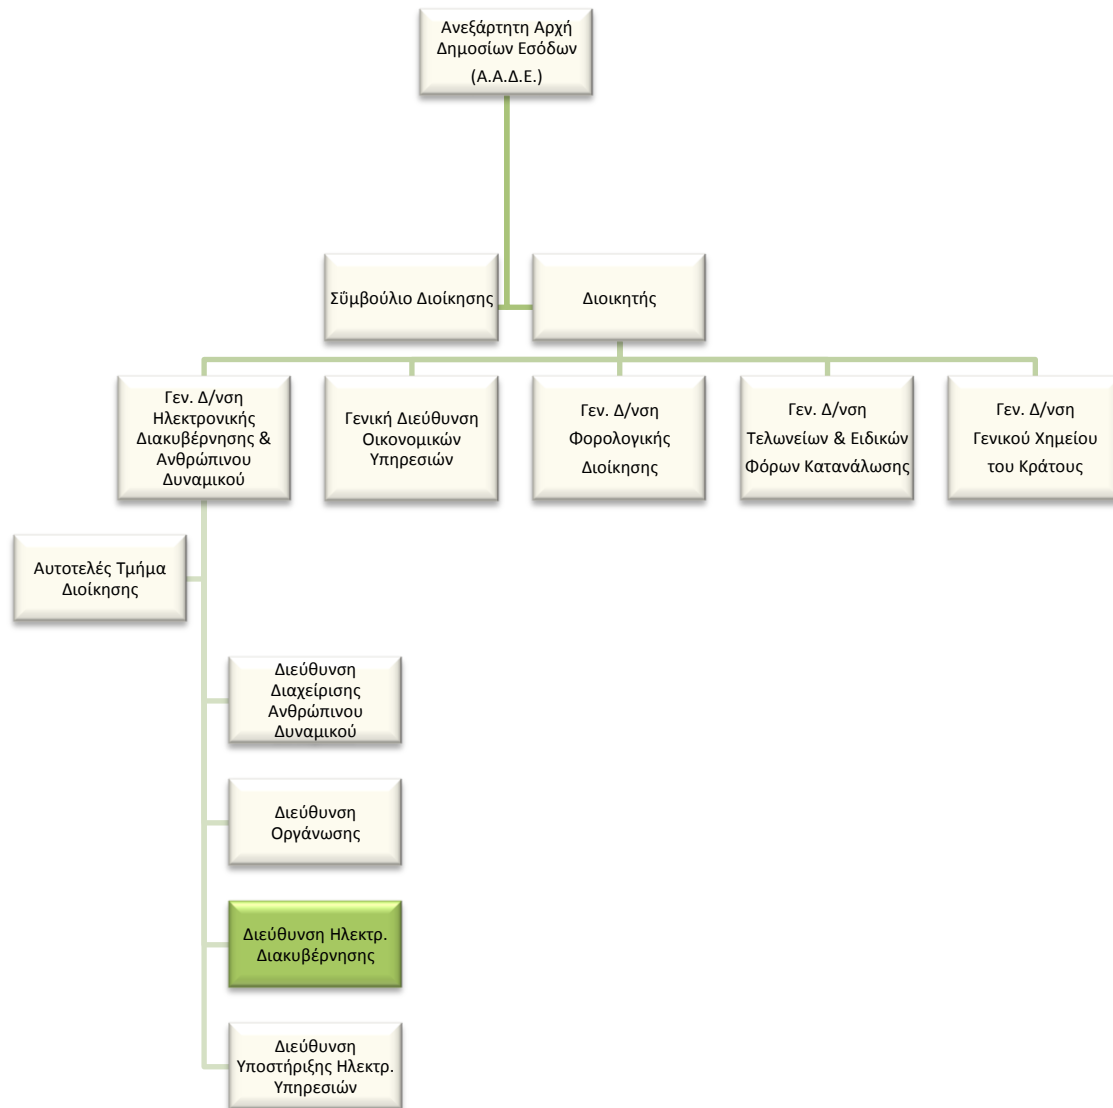 Ανεξάρτητη Αρχή
Δημοσίων Εσόδων
(Α.Α.Δ.Ε.)
Σΰμβούλιο Διοίκησης
Διοικητής
Γεν. Δ/νση
Ηλεκτρονικής
Διακυβέρνησης &
Ανθρώπινου
Δυναμικού
Γενική Διεύθυνση
Οικονομικών
Υπηρεσιών
Γεν. Δ/νση
Φορολογικής
Διοίκησης
Γεν. Δ/νση
Τελωνείων & Ειδικών
Φόρων Κατανάλωσης
Γεν. Δ/νση
Γενικού Χημείου
του Κράτους
Αυτοτελές Τμήμα
Διοίκησης
Διεύθυνση
Διαχείρισης
Ανθρώπινου
Δυναμικού
Διεύθυνση
Οργάνωσης
Διεύθυνση Ηλεκτρ.
Διακυβέρνησης
Διεύθυνση
Υποστήριξης Ηλεκτρ.
Υπηρεσιών